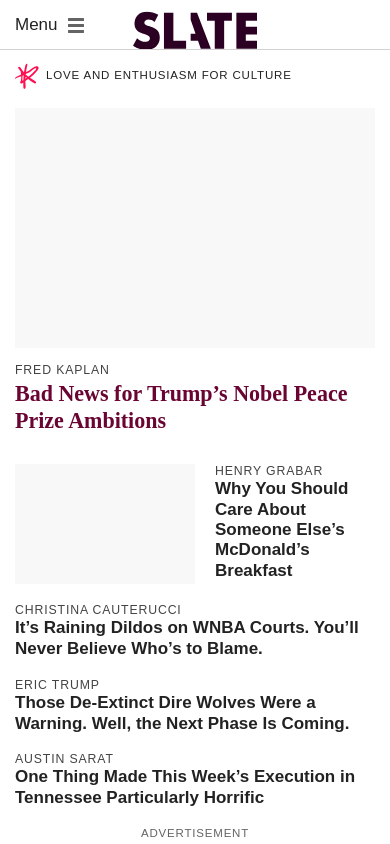 Menu
SLATE
LOVE AND ENTHUSIASM FOR CULTURE
FRED KAPLAN
Bad News for Trump’s Nobel Peace
Prize Ambitions
HENRY GRABAR
Why You Should
Care About
Someone Else’s
McDonald’s
Breakfast
CHRISTINA CAUTERUCCI
It’s Raining Dildos on WNBA Courts. You’ll
Never Believe Who’s to Blame.
ERIC TRUMP
Those De-Extinct Dire Wolves Were a
Warning. Well, the Next Phase Is Coming.
AUSTIN SARAT
One Thing Made This Week’s Execution in
Tennessee Particularly Horrific
ADVERTISEMENT